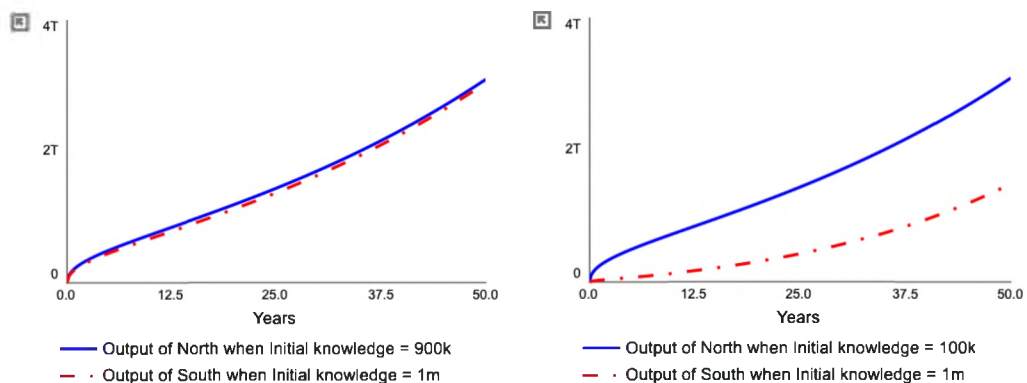 4T
2T
0
0.0 12.5 25.0 37.5 50.0
Years
Output of North when Initial knowledge = 900k
Output of South when Initial knowledge = 1m
4T
2T
0
0.0 12.5 25.0 37.5 50.0
Years
Output of North when Initial knowledge = 100k
Output of South when Initial knowledge = 1m